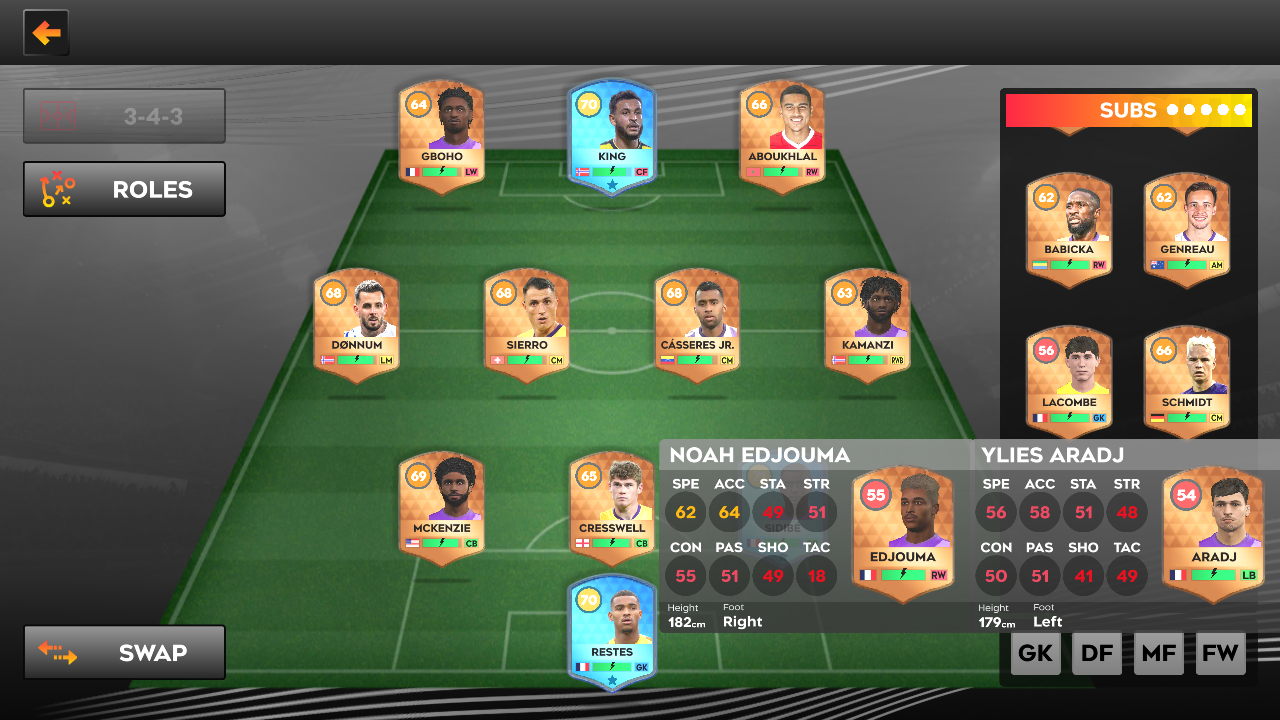 3-4-3
ROLES
SUBS
64
GBOHO
LW
70
KING
CF
66
ABOUKHLAL
RW
62
BABICKA
RW
62
GENREAU
AM
68
DØNNUM
LM
68
SIERRO
CM
68
CÁSSERES JR.
CM
63
KAMANZI
RWB
56
LACOMBE
GK
66
SCHMIDT
CM
69
MCKENZIE
CB
65
CRESSWELL
CB
SIDIBÉ
NOAH EDJOUMA
SPE ACC STA STR
62 64 49 51
CON PAS SHO TAC
55 51 49 18
Height Foot
182cm Right
55
EDJOUMA
RW
YLIES ARADJ
SPE ACC STA STR
56 58 51 48
CON PAS SHO TAC
50 51 41 49
Height Foot
179cm Left
54
ARADJ
LB
70
RESTES
GK
SWAP
GK DF MF FW